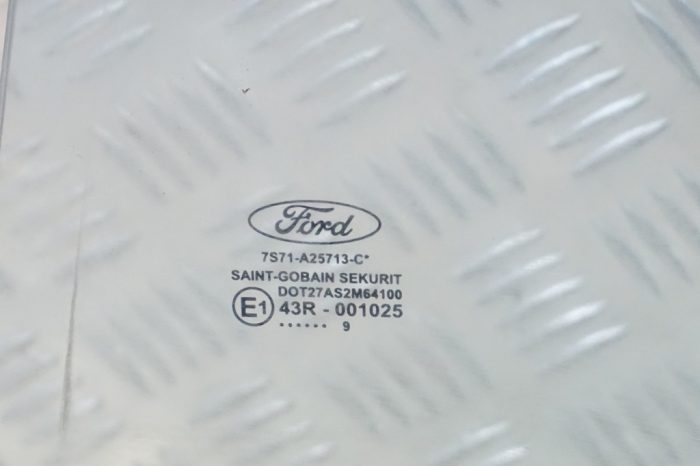 Ford
7S71-A25713-C*
SAINT-GOBAIN SEKURIT
DOT27AS2M64100
E1 43R - 001025
...... 9